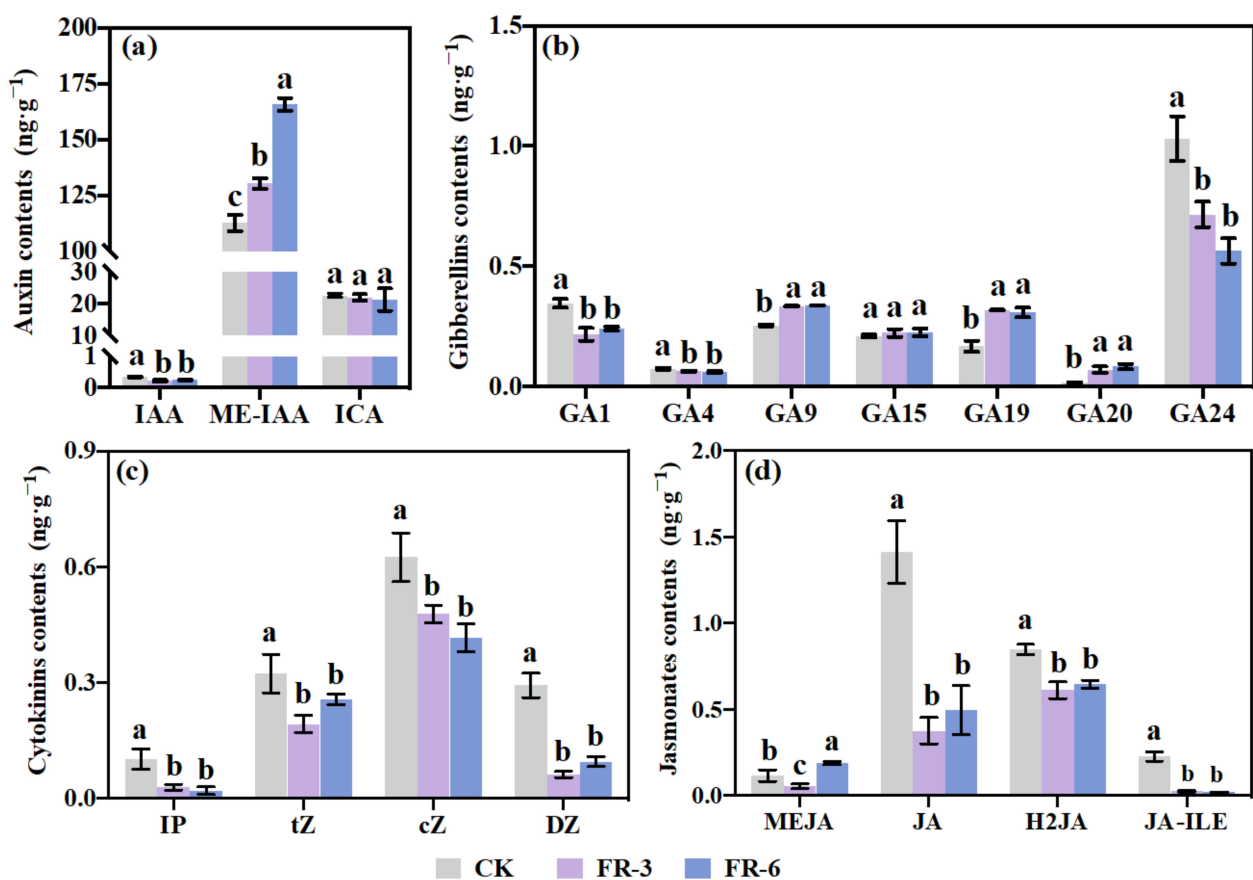 (a)
Auxin contents (ng·g⁻¹)
200
175
150
125
100
30
20
10
1
0
c b a
a a a
a b b
IAA ME-IAA ICA
(b)
Gibberellins contents (ng·g⁻¹)
1.5
1.0
0.5
0.0
a b b
a b b
b a a
a a a
b a a
b a a
a b b
GA1 GA4 GA9 GA15 GA19 GA20 GA24
(c)
Cytokinins contents (ng·g⁻¹)
0.9
0.6
0.3
0.0
a b b
a b b
a b b
a b b
IP tZ cZ DZ
(d)
Jasmonates contents (ng·g⁻¹)
2.0
1.5
1.0
0.5
0.0
b c a
a b b
a b b
a b b
MEJA JA H2JA JA-ILE
CK FR-3 FR-6